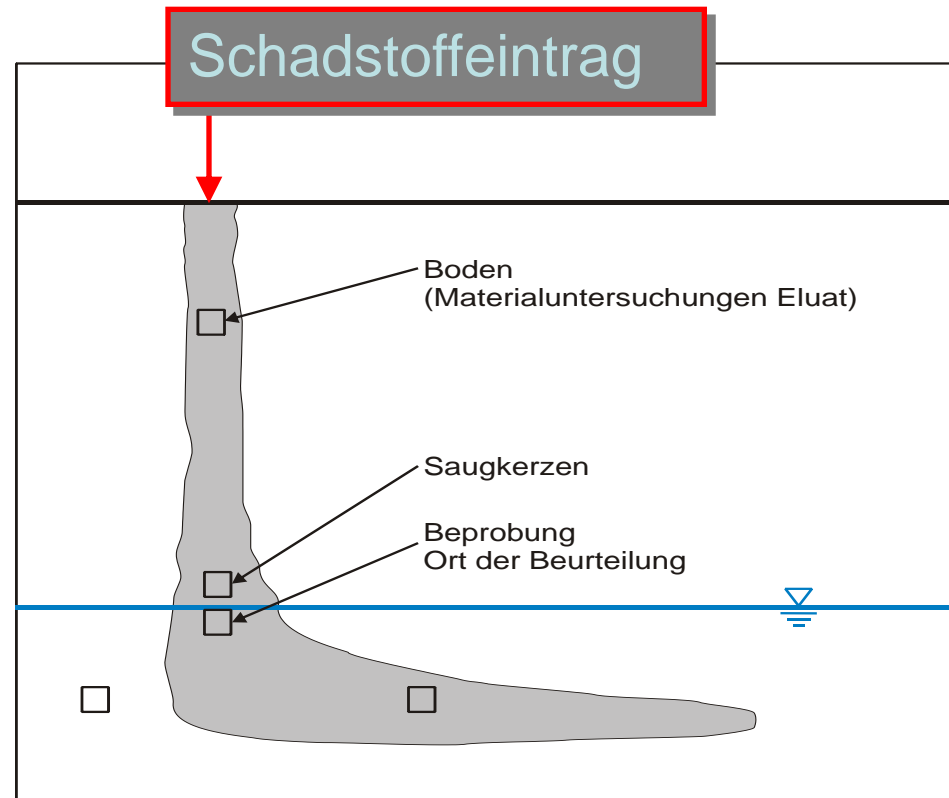 Schadstoffeintrag
Boden
(Materialuntersuchungen Eluat)
Saugkerzen
Beprobung
Ort der Beurteilung